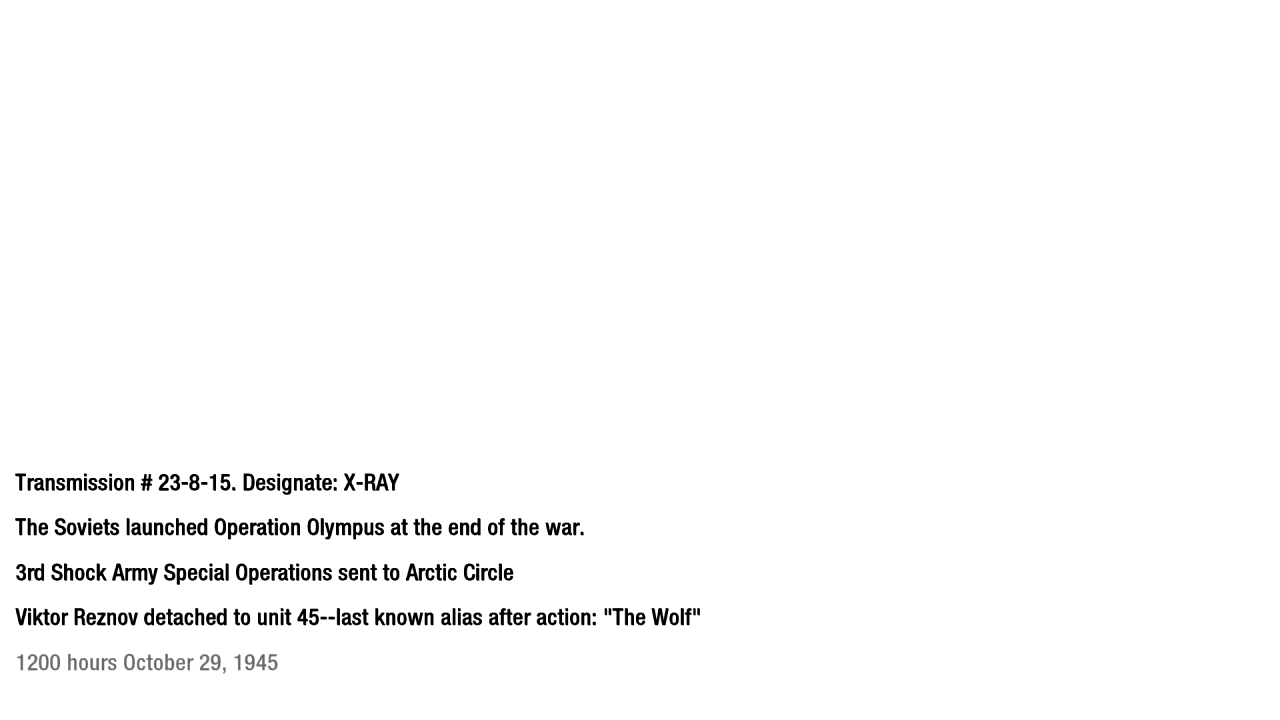 Transmission # 23-8-15. Designate: X-RAY
The Soviets launched Operation Olympus at the end of the war.
3rd Shock Army Special Operations sent to Arctic Circle
Viktor Reznov detached to unit 45--last known alias after action: "The Wolf"
1200 hours October 29, 1945